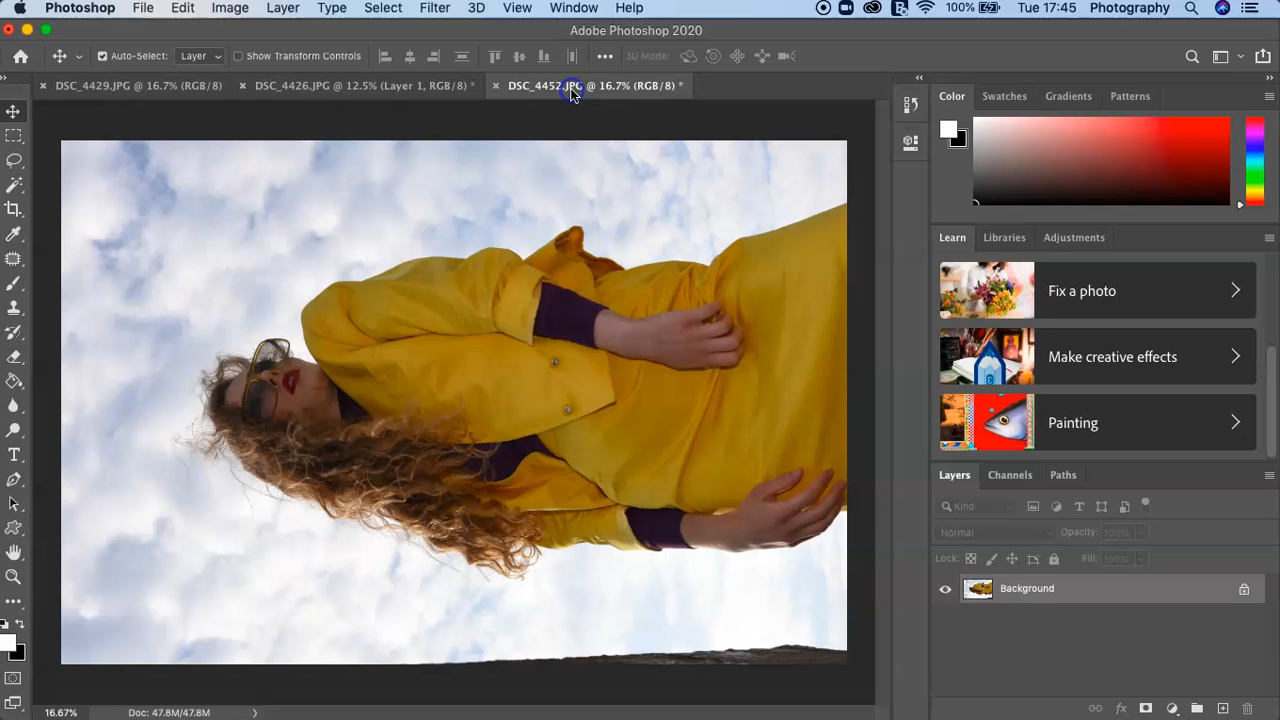 Photoshop File Edit Image Layer Type Select Filter 3D View Window Help 100% Tue 17:45 Photography
Adobe Photoshop 2020
Auto-Select: Layer Show Transform Controls 3D Mode:
DSC_4429.JPG @ 16.7% (RGB/8) DSC_4426.JPG @ 12.5% (Layer 1, RGB/8) * DSC_4452.JPG @ 16.7% (RGB/8) *
Color Swatches Gradients Patterns
Learn Libraries Adjustments
Fix a photo
Make creative effects
Painting
Layers Channels Paths
Kind
Normal Opacity: 100%
Lock: Fill: 100%
Background
16.67% Doc: 47.8M/47.8M